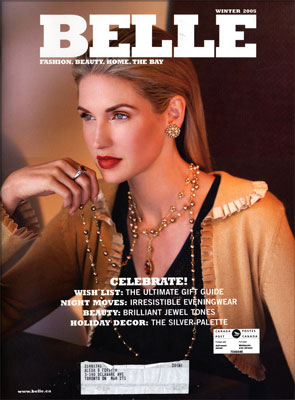 WINTER 2005
BELLE
FASHION. BEAUTY. HOME. THE BAY
CELEBRATE!
WISH LIST: THE ULTIMATE GIFT GUIDE
NIGHT MOVES: IRRESISTIBLE EVENINGWEAR
BEAUTY: BRILLIANT JEWEL TONES
HOLIDAY DECOR: THE SILVER PALETTE
CANADA POSTES
POST CANADA
TORONTO ON
www.belle.ca